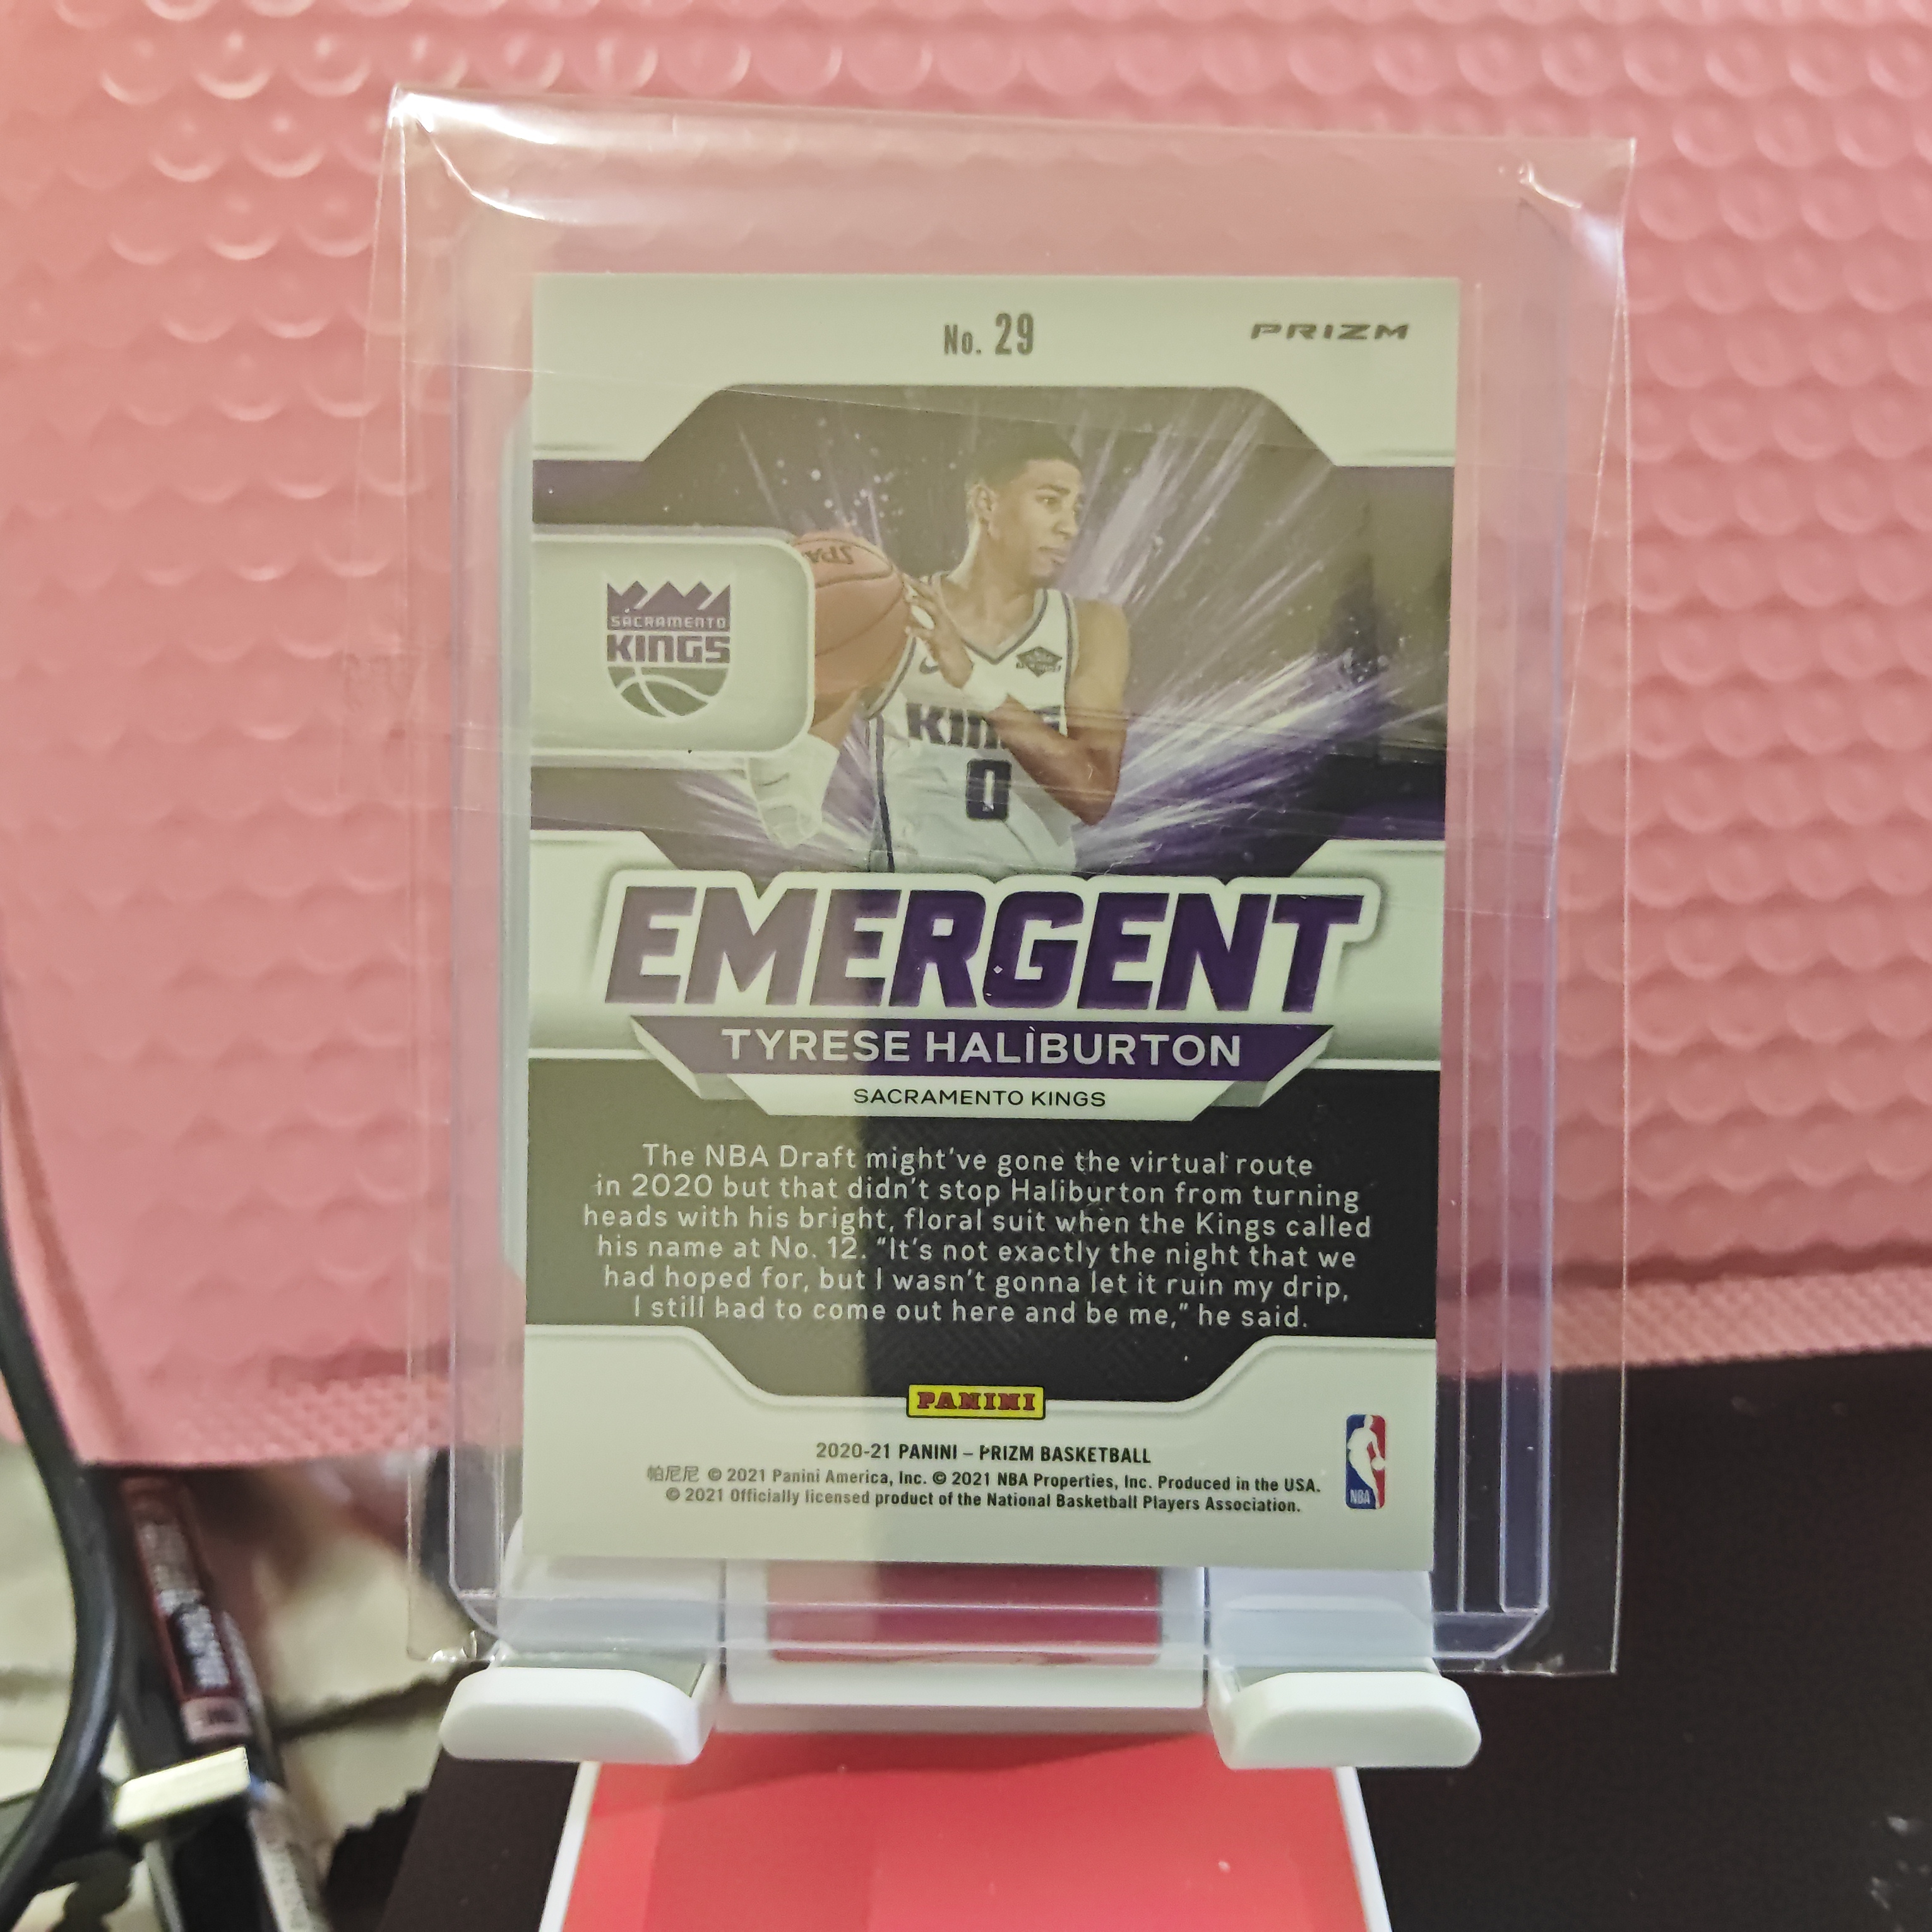 No. 29
PRIZM
SPA
SACRAMENTO
KINGS
KINGS
0
EMERGENT
TYRESE HALIBURTON
SACRAMENTO KINGS
The NBA Draft might've gone the virtual route
in 2020 but that didn't stop Haliburton from turning
heads with his bright, floral suit when the Kings called
his name at No. 12. "It's not exactly the night that we
had hoped for, but I wasn't gonna let it ruin my drip,
I still had to come out here and be me," he said.
PANINI
2020-21 PANINI – PRIZM BASKETBALL
帕尼尼 © 2021 Panini America, Inc. © 2021 NBA Properties, Inc. Produced in the USA.
© 2021 Officially licensed product of the National Basketball Players Association.
NBA